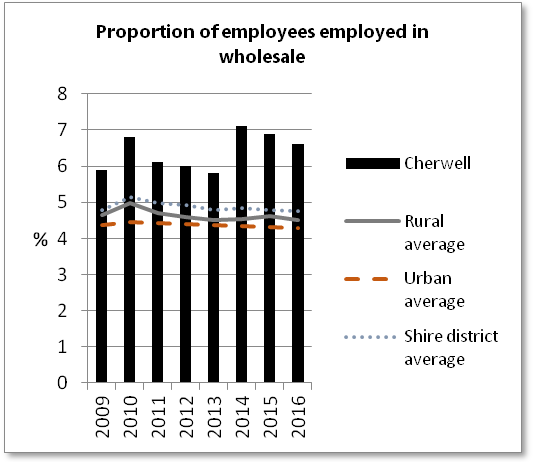 Proportion of employees employed in
wholesale
8
7
6
5
4
3
2
1
0
%
2009
2010
2011
2012
2013
2014
2015
2016
Cherwell
Rural
average
Urban
average
Shire district
average